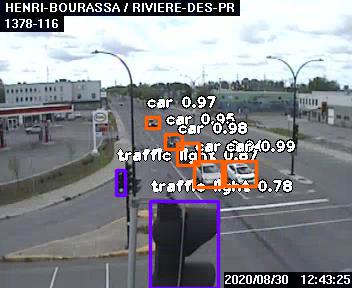 HENRI-BOURASSA / RIVIERE-DES-PR
1378-116
car 0.97
car 0.95
car 0.98
car 0.99
traffic light 0.87
traffic light 0.78
2020/08/30 12:43:25